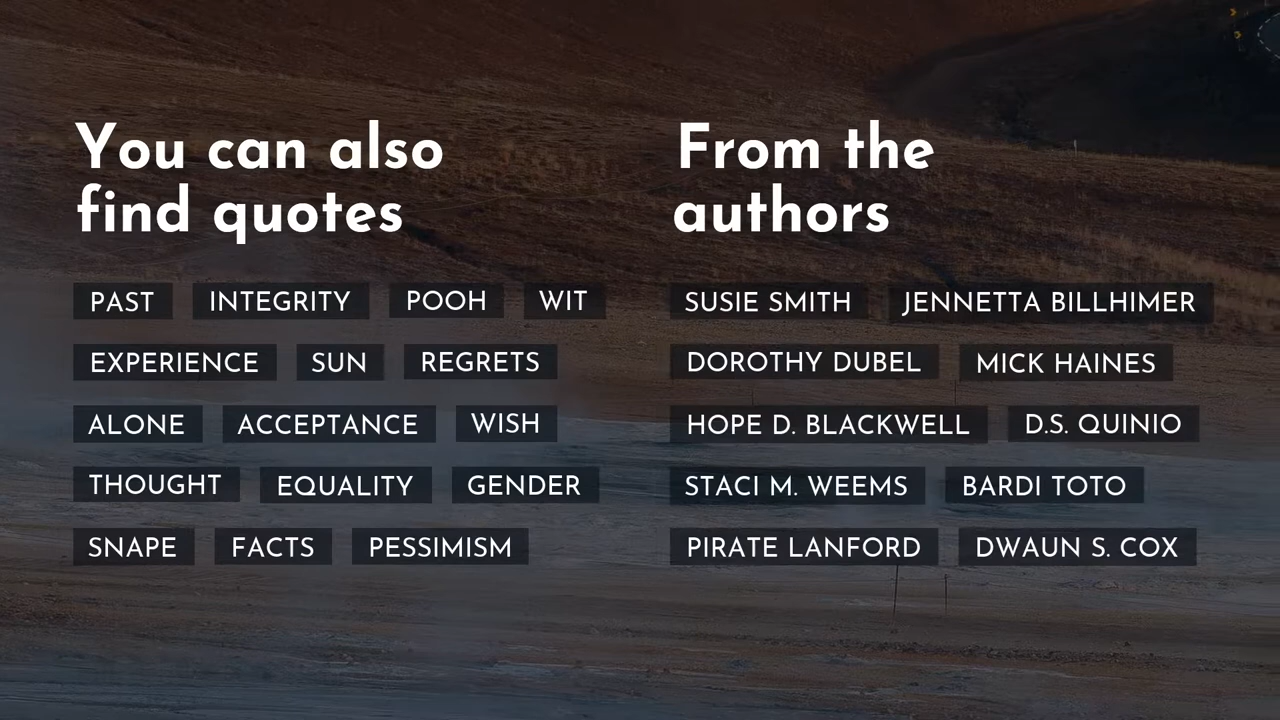 You can also
find quotes
PAST INTEGRITY POOH WIT
EXPERIENCE SUN REGRETS
ALONE ACCEPTANCE WISH
THOUGHT EQUALITY GENDER
SNAPE FACTS PESSIMISM
From the
authors
SUSIE SMITH JENNETTA BILLHIMER
DOROTHY DUBEL MICK HAINES
HOPE D. BLACKWELL D.S. QUINIO
STACI M. WEEMS BARDI TOTO
PIRATE LANFORD DWAUN S. COX